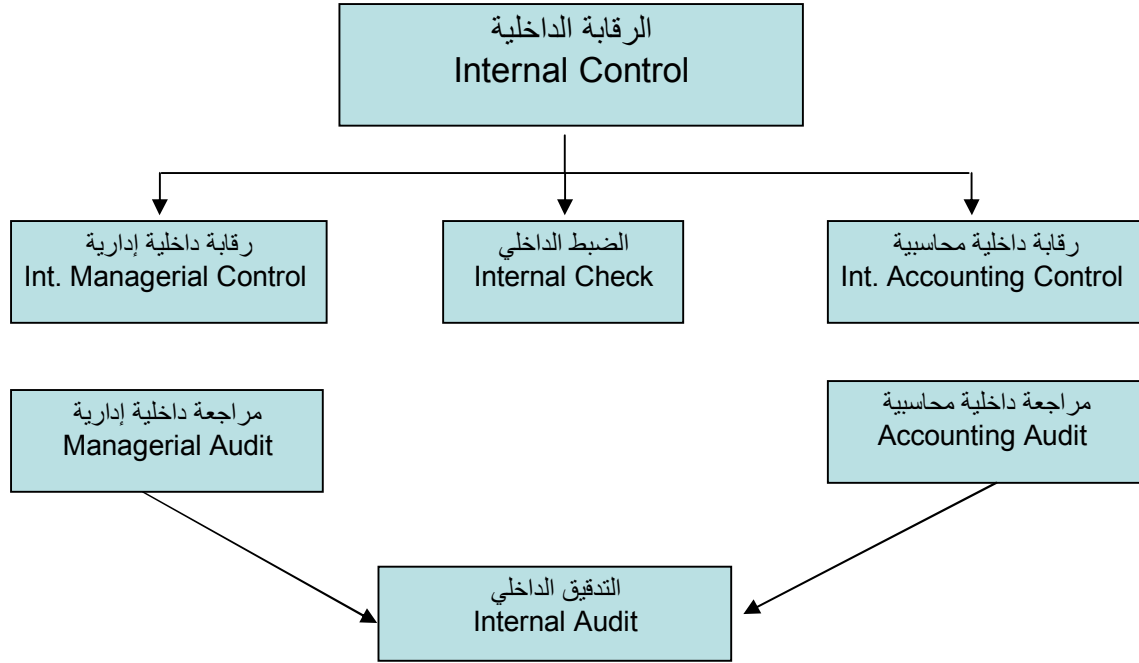 الرقابة الداخلية
Internal Control
رقابة داخلية إدارية
Int. Managerial Control
الضبط الداخلي
Internal Check
رقابة داخلية محاسبية
Int. Accounting Control
مراجعة داخلية إدارية
Managerial Audit
مراجعة داخلية محاسبية
Accounting Audit
التدقيق الداخلي
Internal Audit